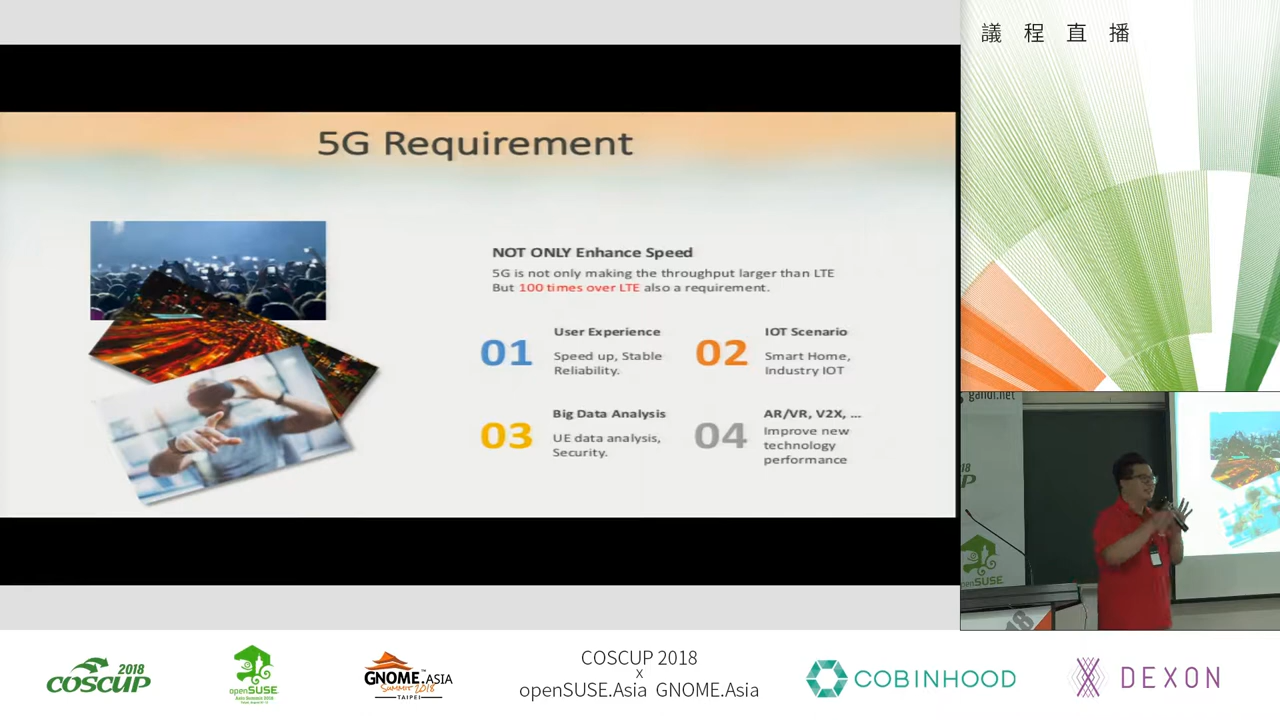 議程直播
5G Requirement
NOT ONLY Enhance Speed
5G is not only making the throughput larger than LTE
But 100 times over LTE also a requirement.
01
User Experience
Speed up, Stable
Reliability.
02
IOT Scenario
Smart Home,
Industry IOT
03
Big Data Analysis
UE data analysis,
Security.
04
AR/VR, V2X, ...
Improve new
technology
performance
gandi.net
openSUSE
2018
COSCUP
openSUSE
GNOME.ASIA
SUMMIT 2018
TAIPEI
COSCUP 2018
x
openSUSE.Asia GNOME.Asia
COBINHOOD
DEXON